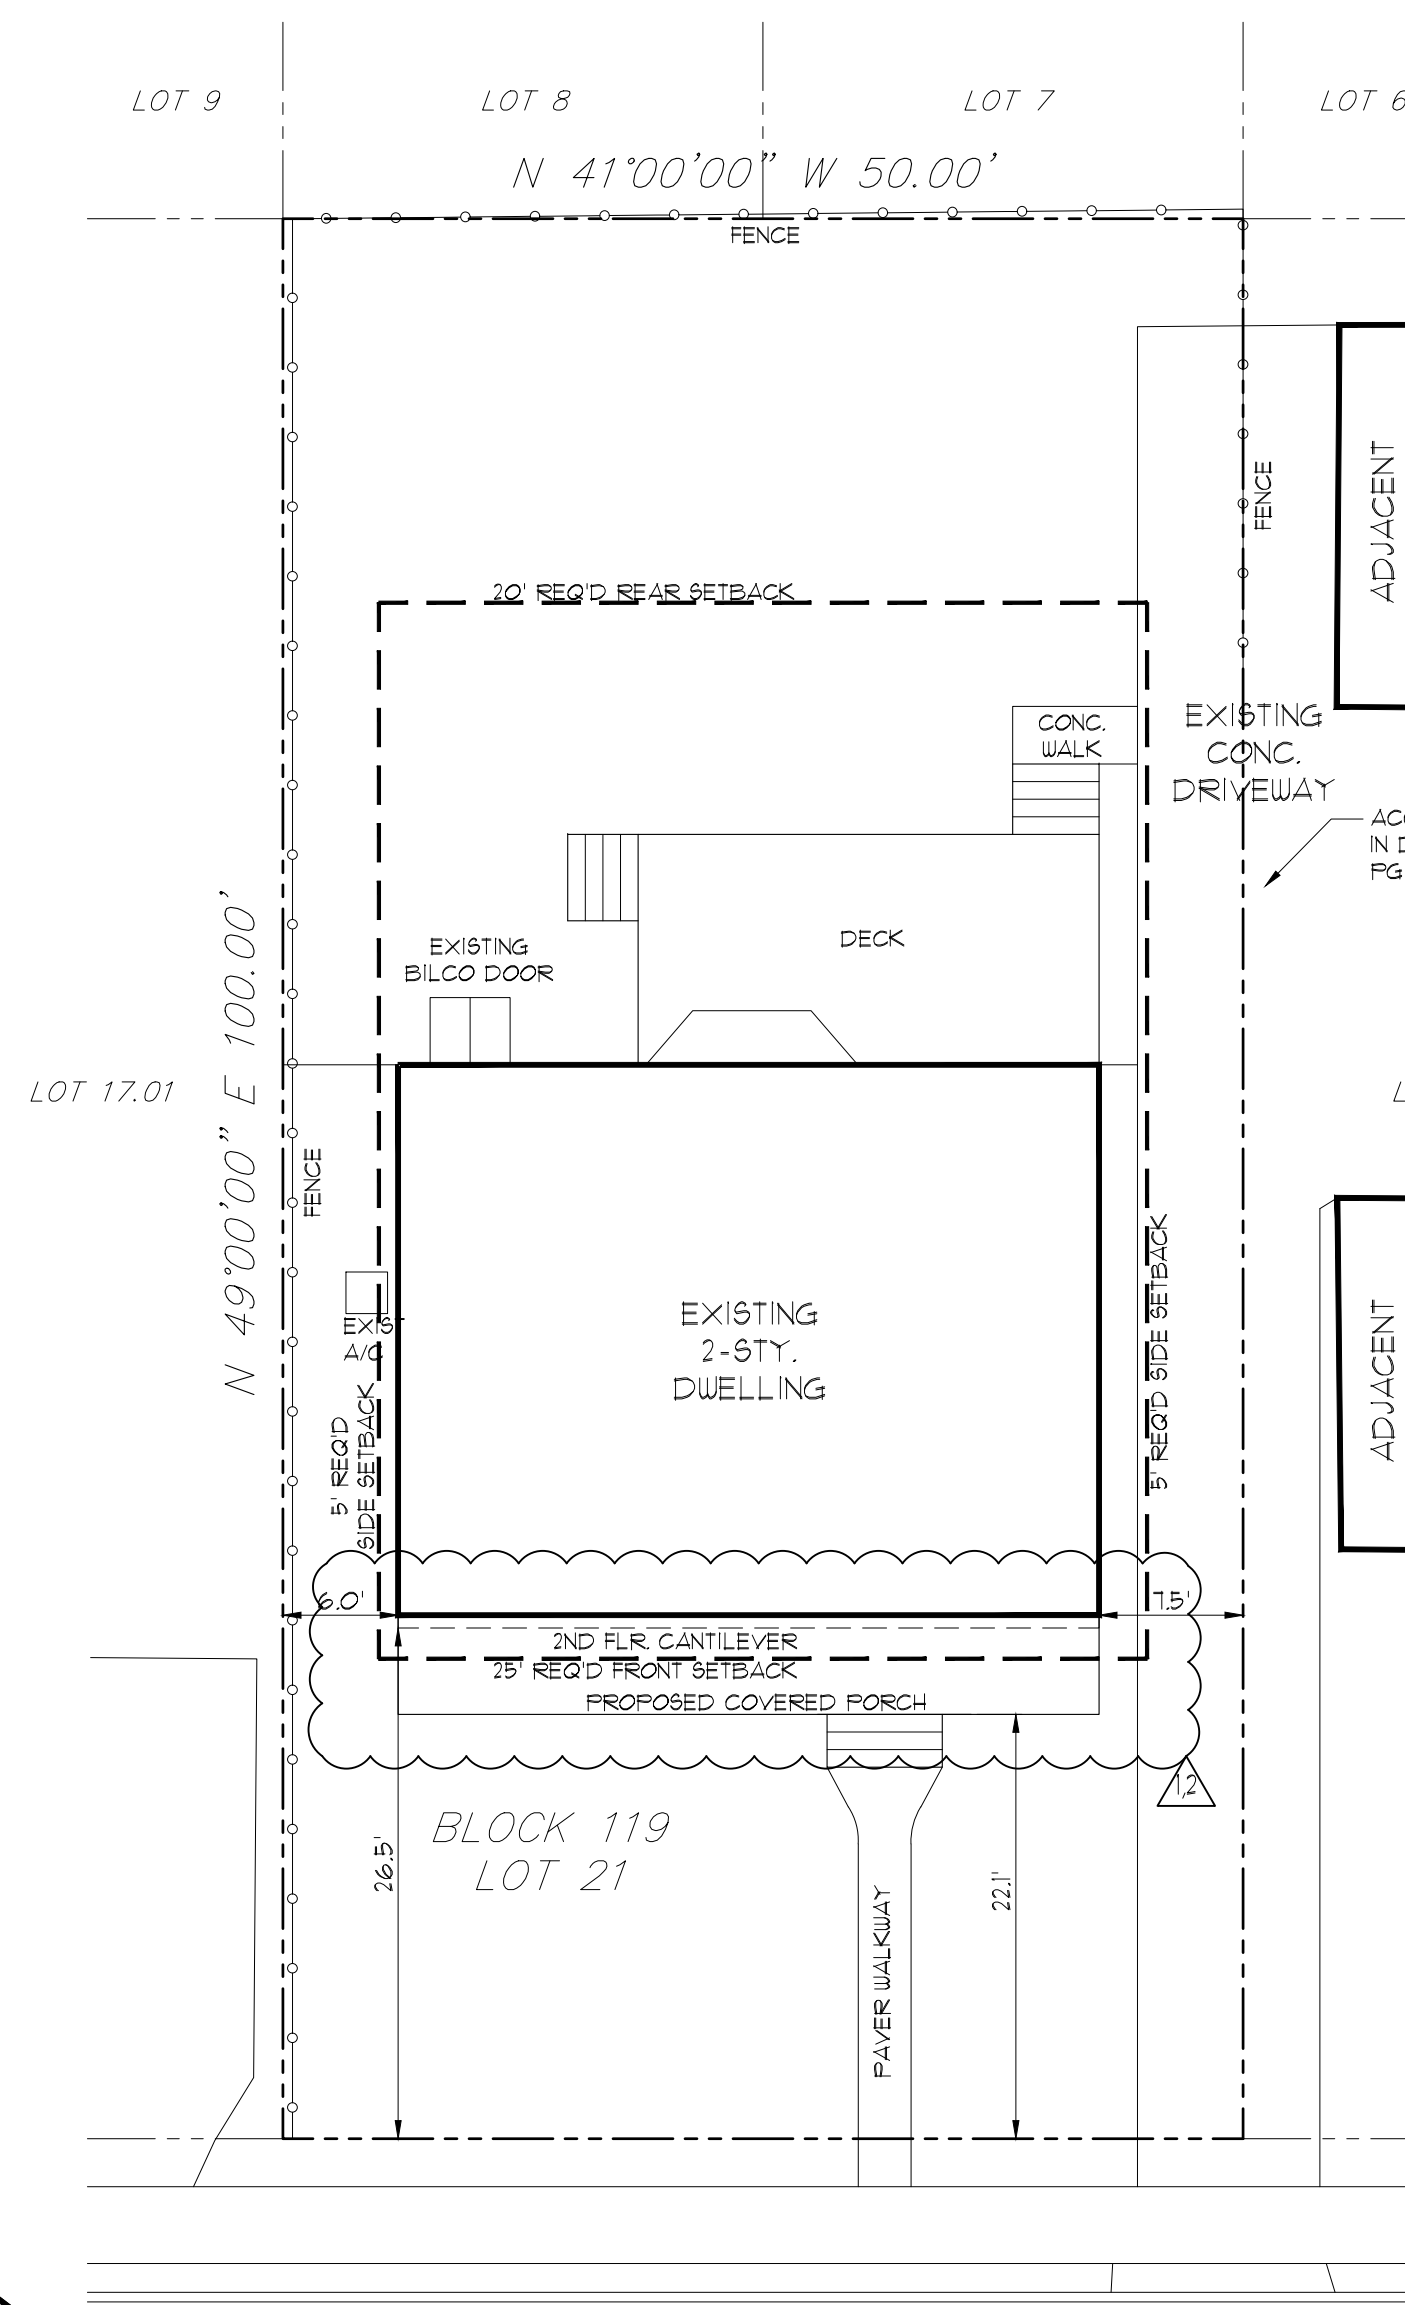 LOT 9
LOT 8
LOT 7
LOT 6
N 41°00'00" W 50.00'
FENCE
FENCE
ADJACENT
20' REQ'D REAR SETBACK
CONC.
WALK
EXISTING
CONC.
DRIVEWAY
IN
PG
DECK
EXISTING
BILCO DOOR
N 49°00'00" E 100.00'
LOT 17.01
FENCE
EXIST
A/C
EXISTING
2-STY.
DWELLING
5' REQ'D
SIDE SETBACK
5' REQ'D SIDE SETBACK
ADJACENT
6.0'
7.5'
2ND FLR. CANTILEVER
25' REQ'D FRONT SETBACK
PROPOSED COVERED PORCH
1,2
BLOCK 119
LOT 21
26.5'
22.1'
PAVER WALKWAY